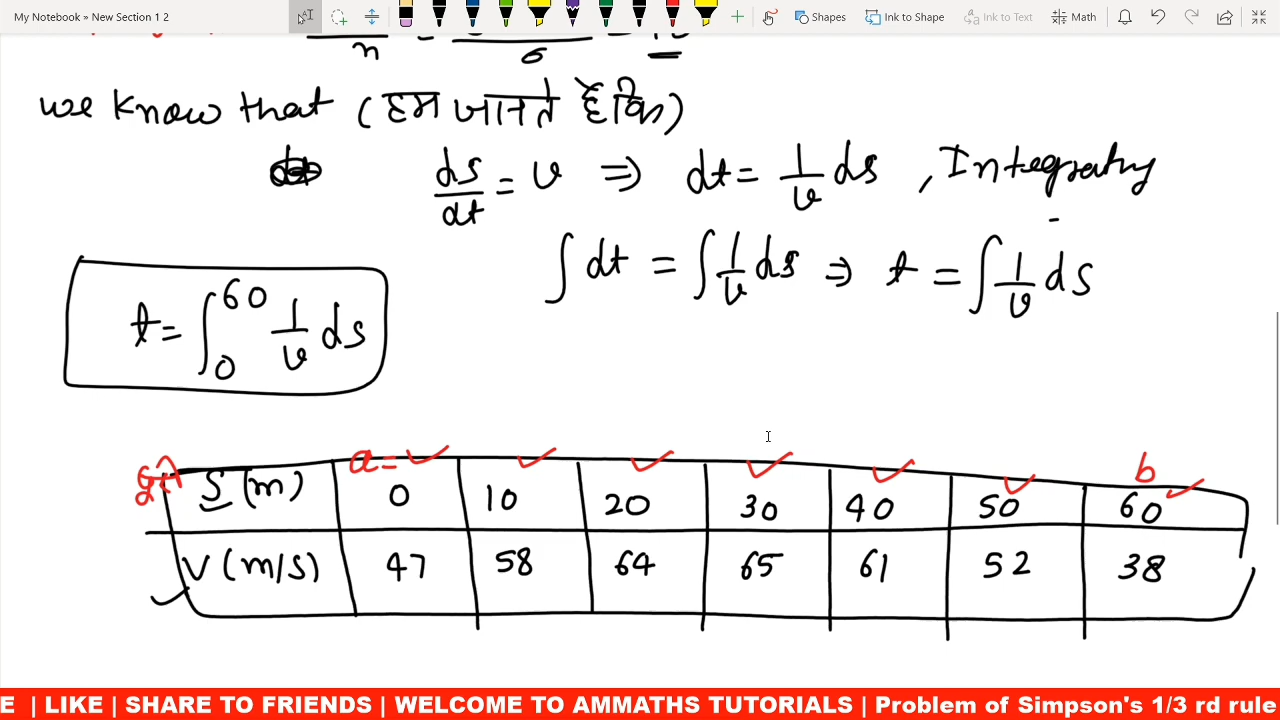 My Notebook » New Section 1 2
Shapes
Ink to Shape
Ink to Text
Math
n
6
we know that (हम जानते हैं कि)
ds/dt = v ⇒ dt = 1/v ds , Integrating
∫ dt = ∫ 1/v ds ⇒ t = ∫ 1/v ds
t = ∫₀⁶⁰ 1/v ds
a =
b
S (m) 0 10 20 30 40 50 60
V (m/s) 47 58 64 65 61 52 38
E | LIKE | SHARE TO FRIENDS | WELCOME TO AMMATHS TUTORIALS | Problem of Simpson's 1/3 rd rule